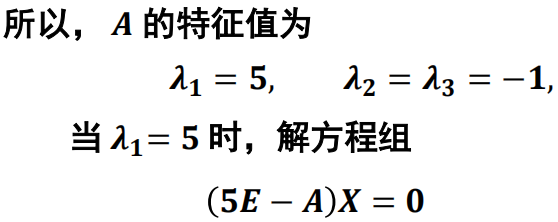 所以，A 的特征值为
λ₁ = 5,  λ₂ = λ₃ = −1,
当 λ₁= 5 时，解方程组
(5E − A)X = 0